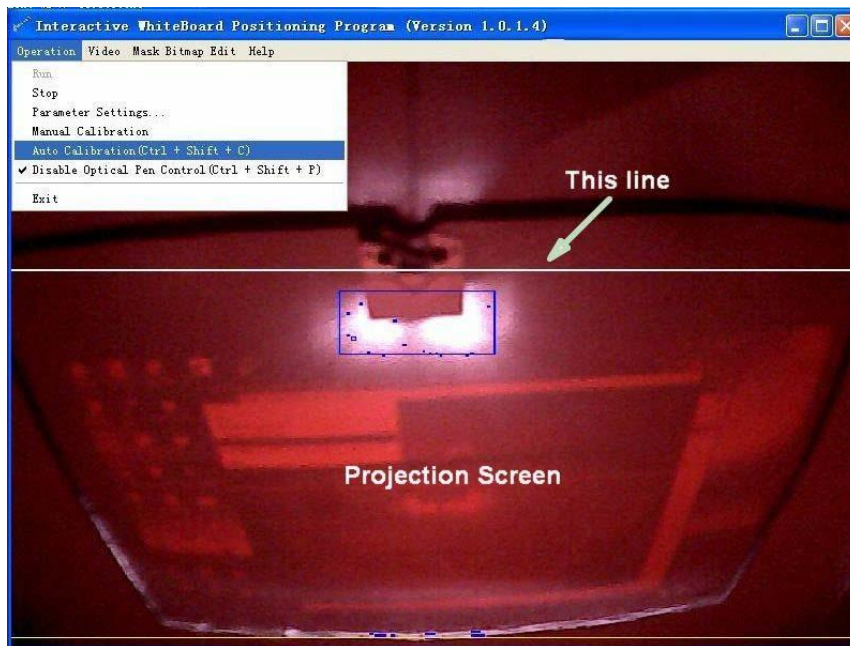 Interactive WhiteBoard Positioning Program (Version 1.0.1.4)
Operation Video Mask Bitmap Edit Help
Run
Stop
Parameter Settings...
Manual Calibration
Auto Calibration(Ctrl + Shift + C)
Disable Optical Pen Control(Ctrl + Shift + P)
Exit
This line
Projection Screen